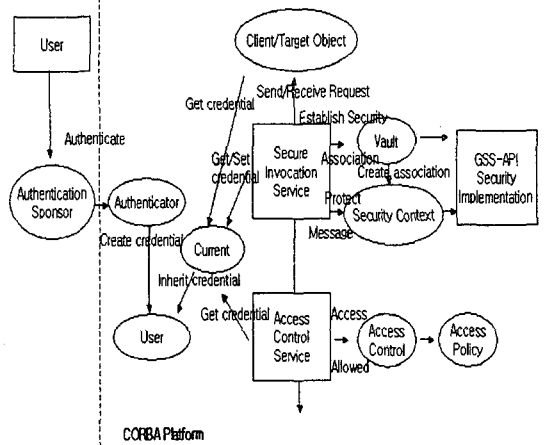 User
Client/Target Object
Send/Receive Request
Get credential
Establish Security
Authenticate
Get/Set
credential
Secure
Invocation
Service
Association
Vault
Create association
GSS-API
Security
Implementation
Authentication
Sponsor
Authenticator
Protect
Security Context
Message
Create credential
Current
Inherit credential
Get credential
User
Access
Control
Service
Access
Allowed
Access
Control
Access
Policy
CORBA Platform